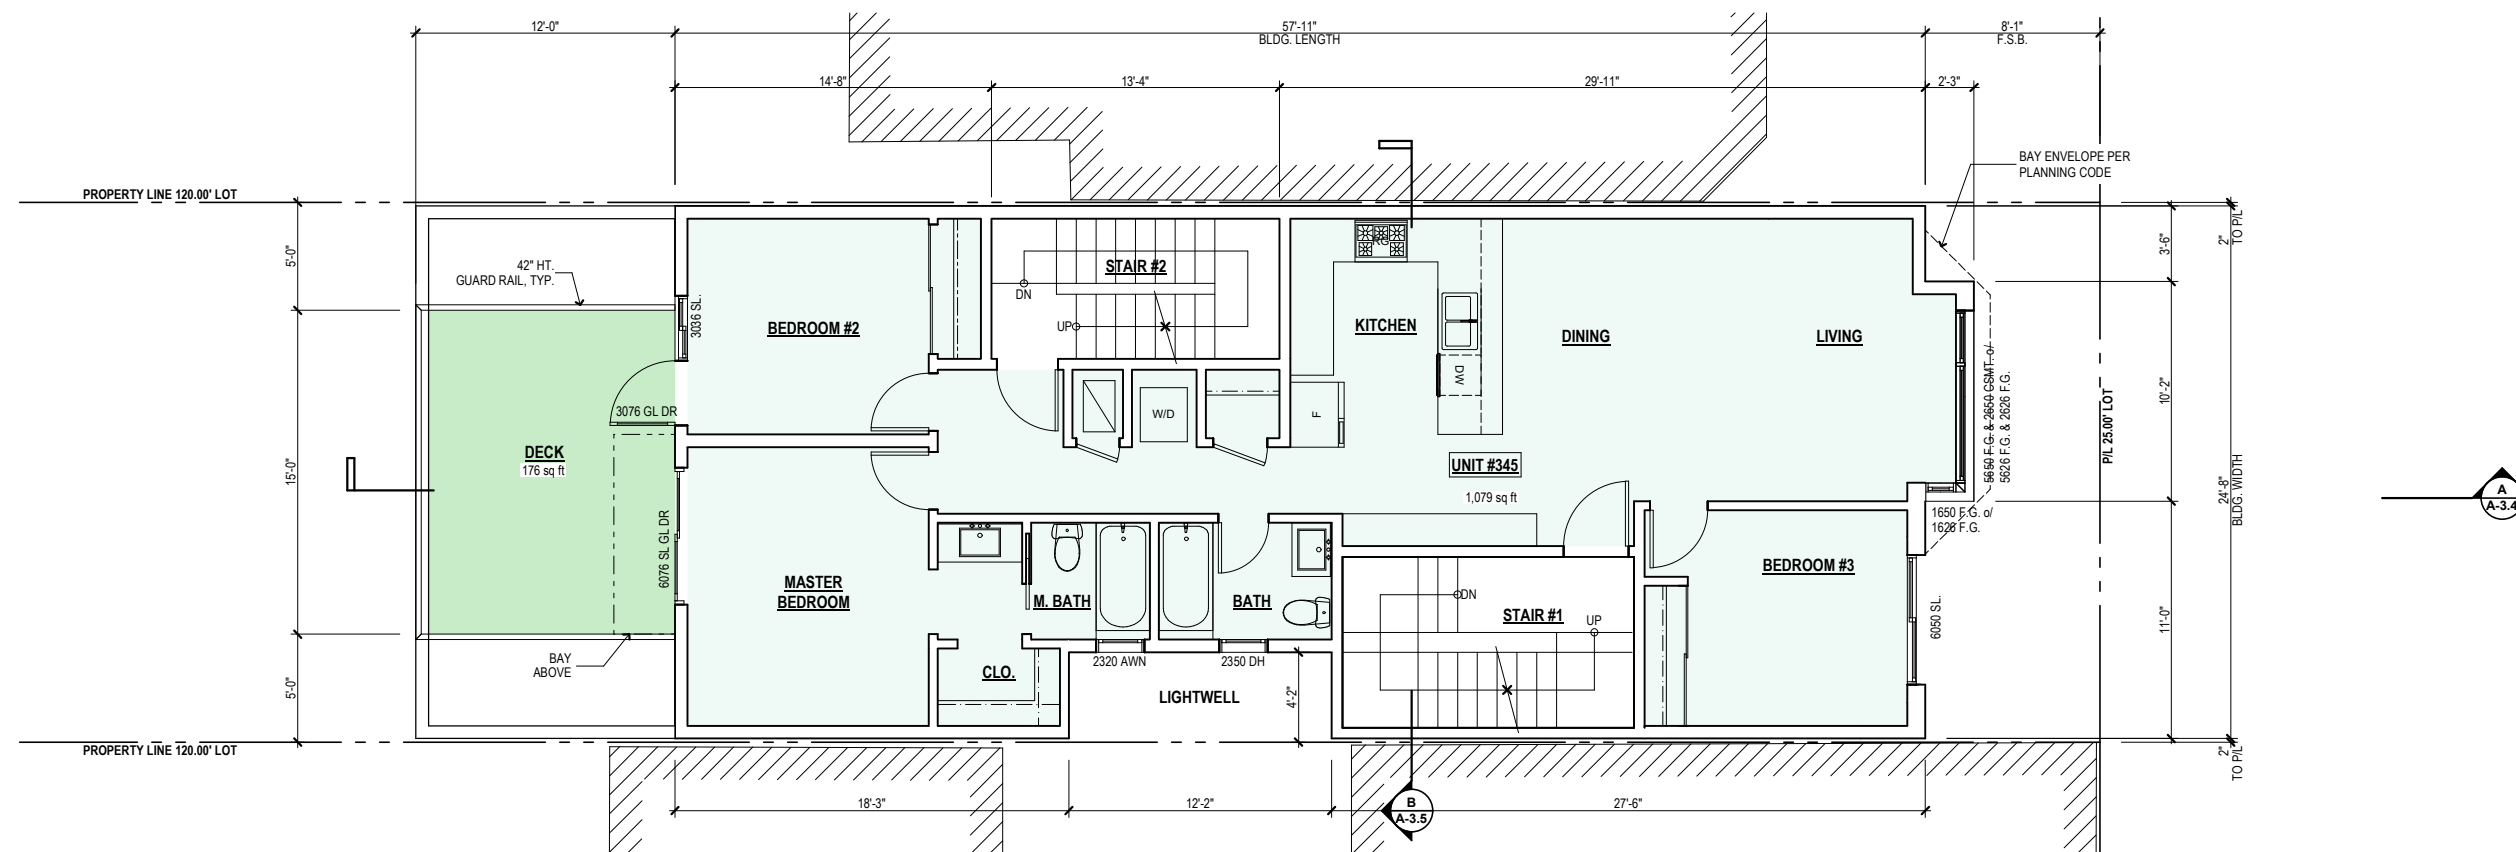 12'-0"
57'-11"
BLDG. LENGTH
8'-1"
F.S.B.
14'-8"
13'-4"
29'-11"
2'-3"
BAY ENVELOPE PER
PLANNING CODE
PROPERTY LINE 120.00' LOT
2"
TO P/L
3'-6"
5'-0"
42" HT.
GUARD RAIL, TYP.
3036 SL.
BEDROOM #2
STAIR #2
DN
UP
RG
KITCHEN
DINING
LIVING
DW
F
W/D
5650 F.G. & 2650 CSMT. o/
5626 F.G. & 2626 F.G.
10'-2"
P/L 25.00' LOT
3076 GL DR
DECK
176 sq ft
15'-0"
UNIT #345
1,079 sq ft
24'-8"
BLDG. WIDTH
A
A-3.4
1650 F.G. o/
1626 F.G.
6076 SL GL DR
MASTER
BEDROOM
M. BATH
BATH
DN
STAIR #1
UP
BEDROOM #3
6050 SL.
11'-0"
BAY
ABOVE
5'-0"
CLO.
2320 AWN
2350 DH
LIGHTWELL
4'-2"
PROPERTY LINE 120.00' LOT
2"
TO P/L
18'-3"
12'-2"
B
A-3.5
27'-6"